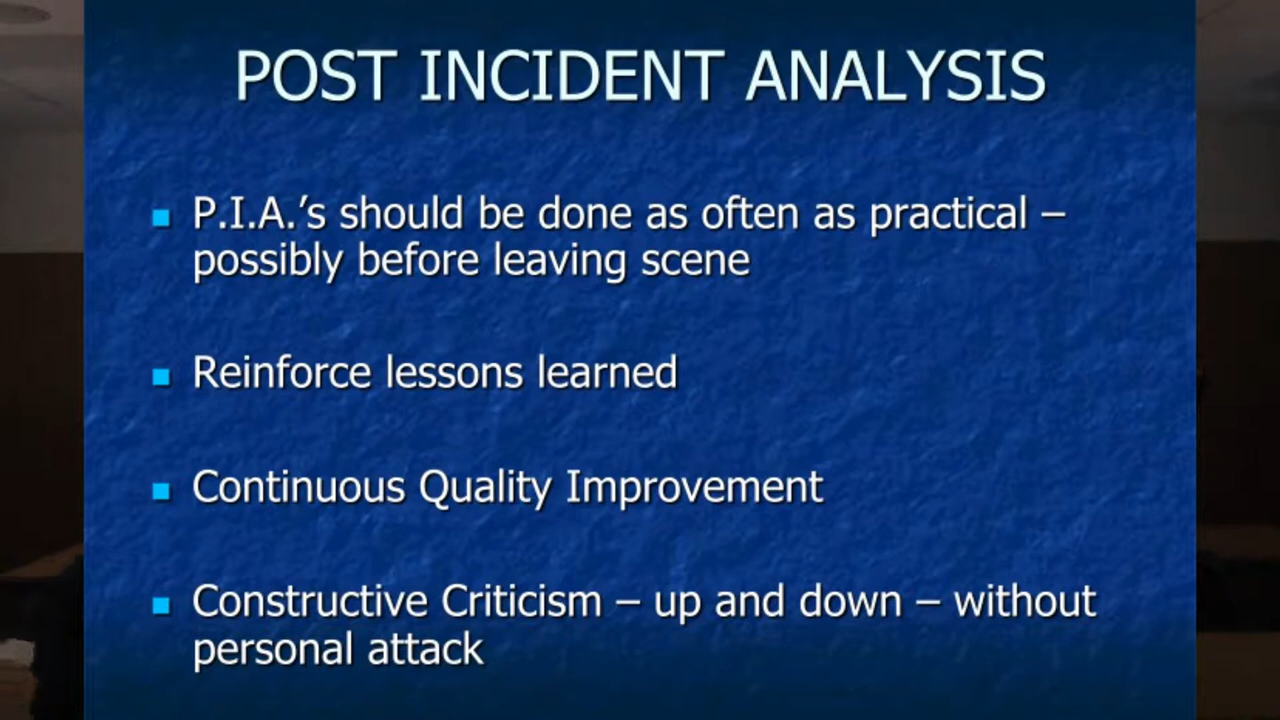 POST INCIDENT ANALYSIS
P.I.A.’s should be done as often as practical –
possibly before leaving scene
Reinforce lessons learned
Continuous Quality Improvement
Constructive Criticism – up and down – without
personal attack